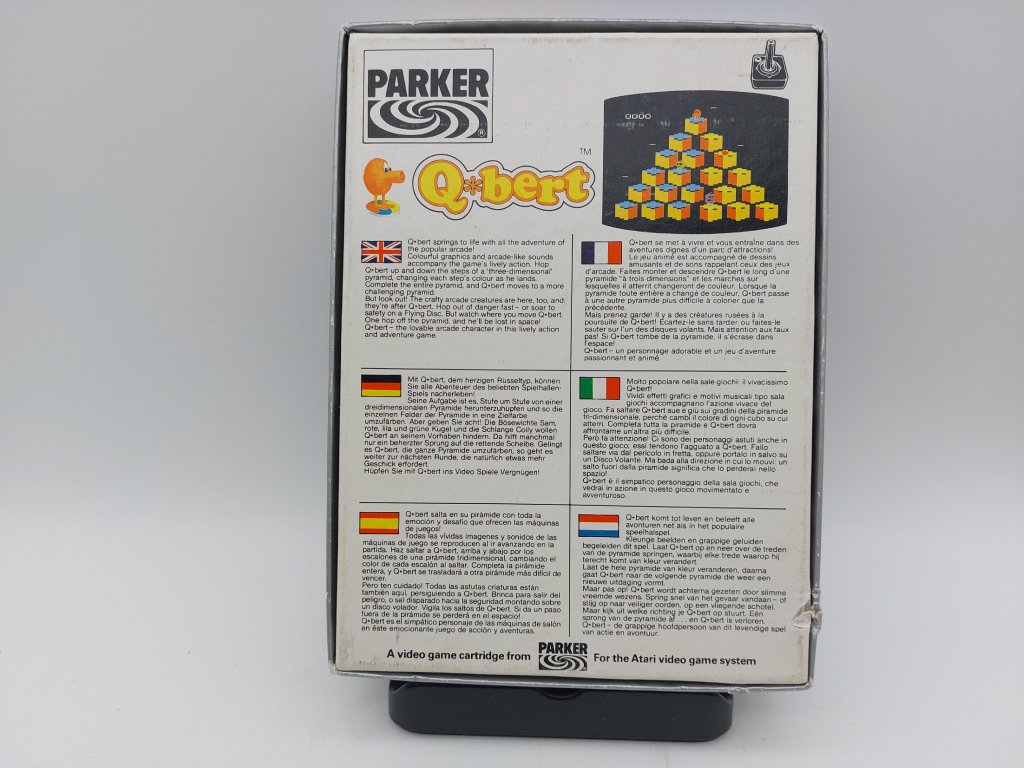 PARKER
®
TM
Q*bert
0000
Q*bert springs to life with all the adventure of
the popular arcade!
Colourful graphics and arcade-like sounds
accompany the game's lively action. Hop
Q*bert up and down the steps of a 'three-dimensional'
pyramid, changing each step's colour as he lands.
Complete the entire pyramid, and Q*bert moves to a more
challenging pyramid.
But look out! The crafty arcade creatures are here, too, and
they're after Q*bert. Hop out of danger fast – or soar to
safety on a Flying Disc. But watch where you move Q*bert.
One hop off the pyramid, and he'll be lost in space!
Q*bert – the lovable arcade character in this lively action
and adventure game.
Q*bert se met à vivre et vous entraîne dans des
aventures dignes d'un parc d'attractions!
Le jeu animé est accompagné de dessins
amusants et de sons rappelant ceux des jeux
d'arcade. Faites monter et descendre Q*bert le long d'une
pyramide "à trois dimensions" et les marches sur
lesquelles il atterrit changeront de couleur. Lorsque la
pyramide toute entière a changé de couleur, Q*bert passe
à une autre pyramide plus difficile à colorier que la
précédente.
Mais prenez garde! Il y a des créatures rusées à la
poursuite de Q*bert! Écartez-le sans tarder ou faites-le
sauter sur l'un des disques volants. Mais attention aux faux
pas! Si Q*bert tombe de la pyramide, il s'écrase dans
l'espace!
Q*bert – un personnage adorable et un jeu d'aventure
passionnant et animé.
Mit Q*bert, dem herzigen Rüsseltyp, können
Sie alle Abenteuer des beliebten Spielhallen-
Spiels nacherleben!
Seine Aufgabe ist es, Stufe um Stufe von einer
dreidimensionalen Pyramide herunterzuhüpfen und so die
einzelnen Felder der Pyramide in eine Zielfarbe
umzufärben. Aber geben Sie acht! Die Bösewichte Sam,
rote, lila und grüne Kugel und die Schlange Coily wollen
Q*bert an seinem Vorhaben hindern. Da hilft manchmal
nur ein beherzter Sprung auf die rettende Scheibe. Gelingt
es Q*bert, die ganze Pyramide umzufärben, so geht es
weiter zur nächsten Runde, die natürlich etwas mehr
Geschick erfordert.
Hüpfen Sie mit Q*bert ins Video Spiele Vergnügen!
Molto popolare nella sale giochi: il vivacissimo
Q*bert!
Vividi effetti grafici e motivi musicali tipo sala
giochi accompagnano l'azione vivace del
gioco. Fa saltare Q*bert sue e giù sui gradini della piramide
tri-dimensionale, perché cambi il colore di ogni cubo su cui
atterri. Completa tutta la piramide e Q*bert dovrà
affrontarne un'altra più difficile.
Però fa attenzione! Ci sono dei personaggi astuti anche in
questo gioco; essi tendono l'agguato a Q*bert. Fallo
saltare via dal pericolo in fretta, oppure portalo in salvo su
un Disco Volante. Ma bada alla direzione in cui lo mouvi: un
salto fuori dalla piramide significa che lo perderai nello
spazio!
Q*bert è il simpatico personaggio della sala giochi, che
vedrai in azione in questo gioco movimentato e
avventuroso.
Q*bert salta en su pirámide con toda la
emoción y desafío que ofrecen las máquinas
de juegos!
Todas las vívidas imagenes y sonidos de las
máquinas de juego se reproducen al ir avanzando en la
partida. Haz saltar a Q*bert, arriba y abajo por los
escalones de una pirámide tridimensional, cambiando el
color de cada escalón al saltar. Completa la pirámide
entera, y Q*bert se trasladará a otra pirámide más difícil de
vencer.
Pero ten cuidado! Todas las astutas criaturas están
también aquí, persiguiendo a Q*bert. Brinca para salir del
peligro, o sal disparado hacia la seguridad montando sobre
un disco volador. Vigila los saltos de Q*bert. Si da un paso
fuera de la pirámide se perderá en el espacio!
Q*bert es el simpático personaje de las máquinas de salón
en éste emocionante juego de acción y aventuras.
Q*bert komt tot leven en beleeft alle
avonturen net als in het populaire
speelhalspel.
Kleurige beelden en grappige geluiden
begeleiden dit spel. Laat Q*bert op en neer over de treden
van de pyramide springen, waarbij elke trede waarop hij
terecht komt van kleur verandert.
Laat de hele pyramide van kleur veranderen, daarna
gaat Q*bert naar de volgende pyramide die weer een
nieuwe uitdaging vormt.
Maar pas op! Q*bert wordt achterna gezeten door slimme
vreemde wezens. Spring snel van het gevaar vandaan – of
stijg op naar veiliger oorden, op een vliegende schotel.
Maar kijk uit welke richting je Q*bert op stuurt. Eén
sprong van de pyramide àf . . . en Q*bert is verloren.
Q*bert – de grappige hoofdpersoon van dit levendige spel
van actie en avontuur.
A video game cartridge from PARKER For the Atari video game system